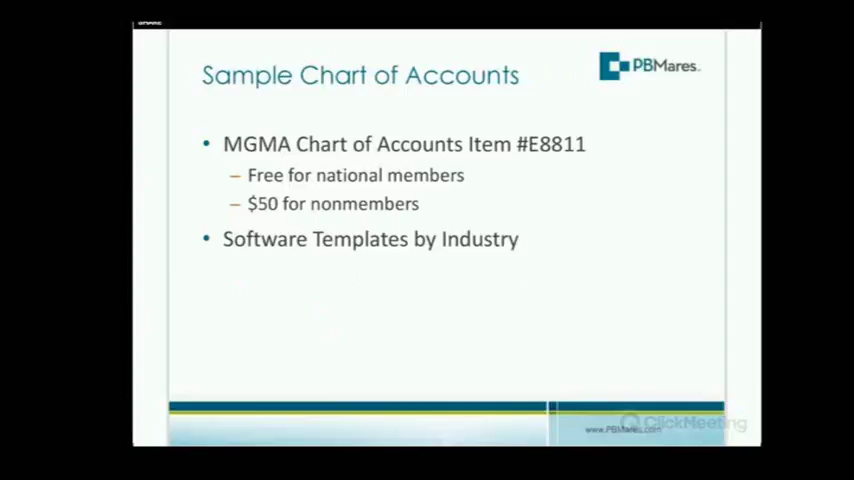 Sample Chart of Accounts
PBMares
• MGMA Chart of Accounts Item #E8811
– Free for national members
– $50 for nonmembers
• Software Templates by Industry
ClickMeeting
www.PBMares.com